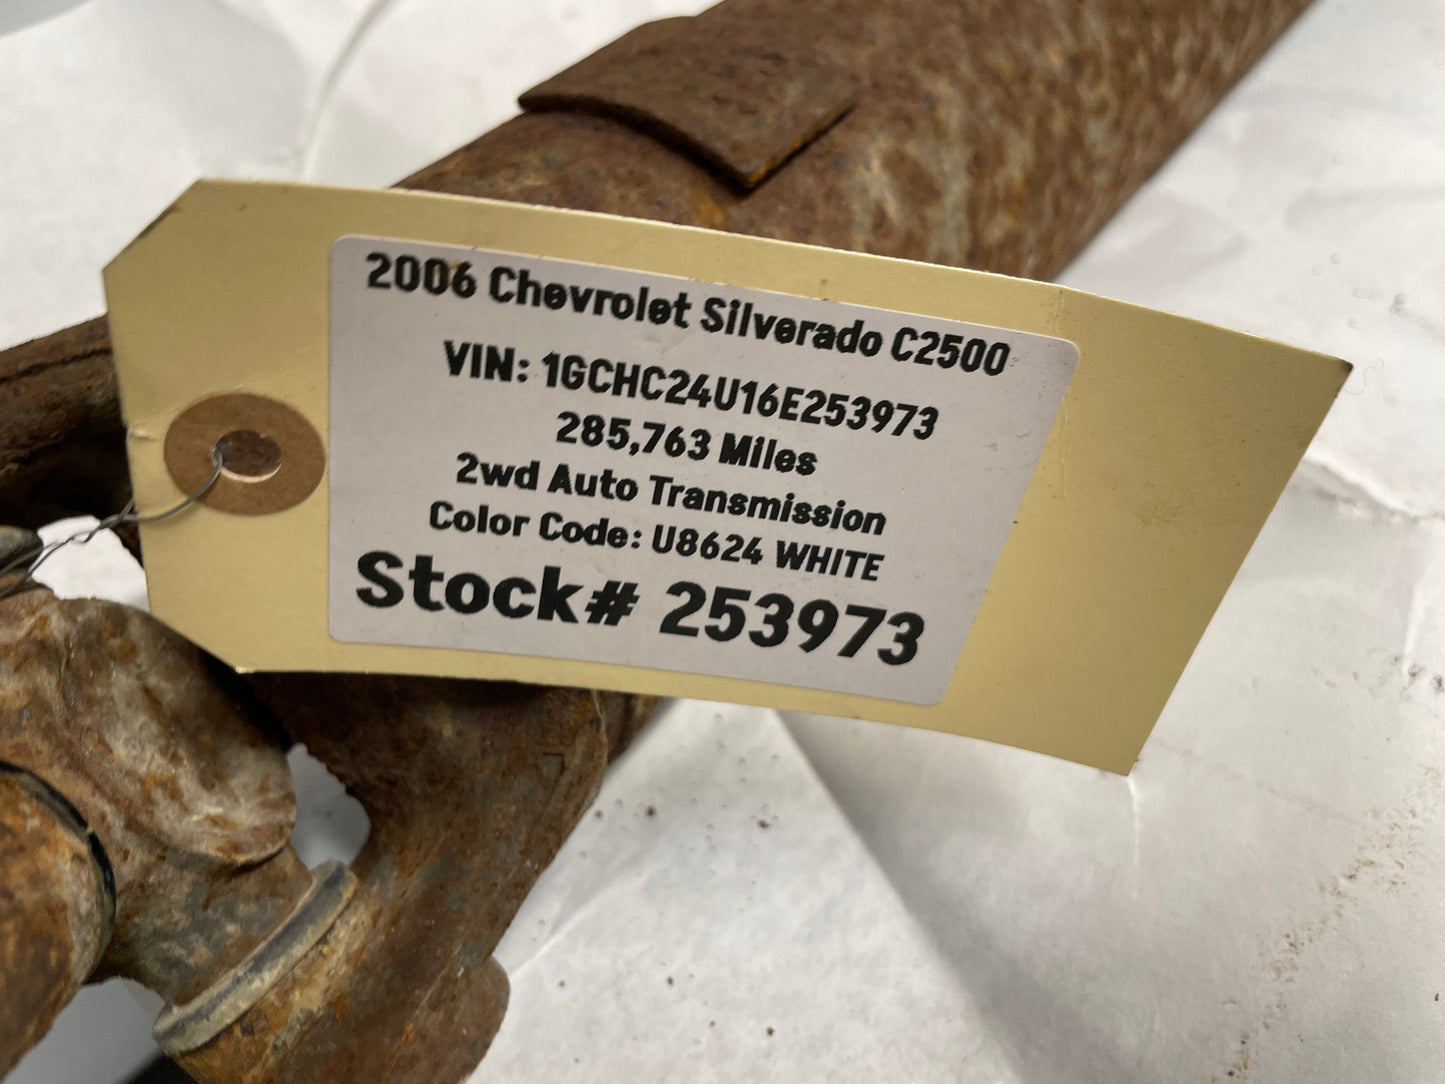 2006 Chevrolet Silverado C2500
VIN: 1GCHC24U16E253973
285,763 Miles
2wd Auto Transmission
Color Code: U8624 WHITE
Stock# 253973